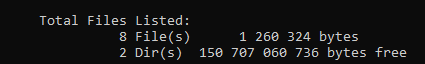 Total Files Listed:
8 File(s) 1 260 324 bytes
2 Dir(s) 150 707 060 736 bytes free